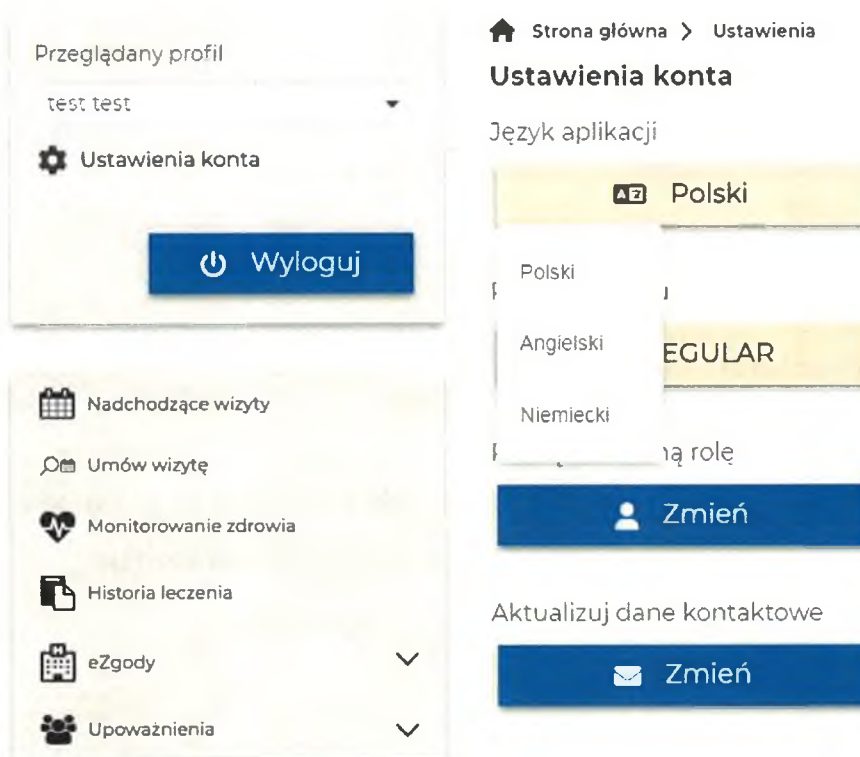 Przeglądany profil
test test
Ustawienia konta
Wyloguj
Nadchodzące wizyty
Umów wizytę
Monitorowanie zdrowia
Historia leczenia
eZgody
Upoważnienia
Strona główna > Ustawienia
Ustawienia konta
Język aplikacji
Polski
Polski
Angielski
Niemiecki
EGULAR
ną rolę
Zmień
Aktualizuj dane kontaktowe
Zmień